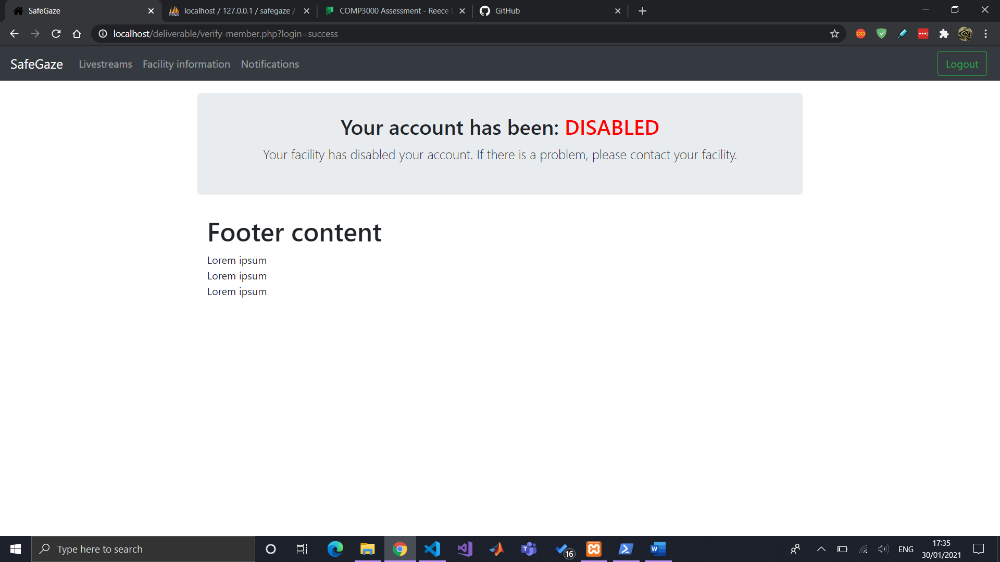 SafeGaze
localhost / 127.0.0.1 / safegaze /
COMP3000 Assessment - Reece
GitHub
localhost/deliverable/verify-member.php?login=success
SafeGaze Livestreams Facility information Notifications Logout
Your account has been: DISABLED
Your facility has disabled your account. If there is a problem, please contact your facility.
Footer content
Lorem ipsum
Lorem ipsum
Lorem ipsum
Type here to search
16
ENG
17:35
30/01/2021